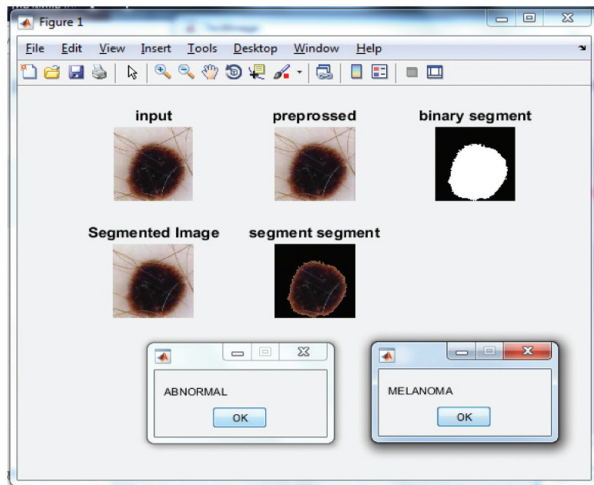 Figure 1
File Edit View Insert Tools Desktop Window Help
input preprossed binary segment
Segmented Image segment segment
ABNORMAL
OK
MELANOMA
OK